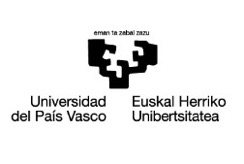 eman ta zabal zazu
Universidad
del País Vasco
Euskal Herriko
Unibertsitatea